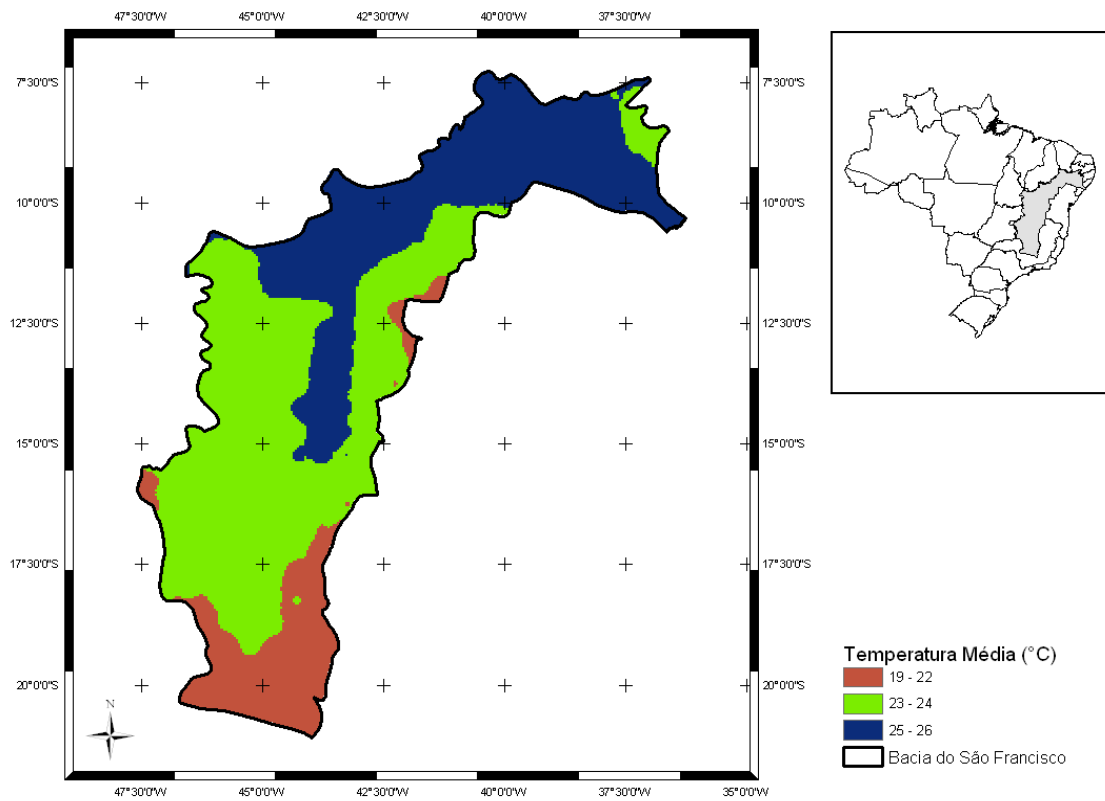 47°30'0"W 45°0'0"W 42°30'0"W 40°0'0"W 37°30'0"W 35°0'0"W
7°30'0"S 7°30'0"S
10°0'0"S 10°0'0"S
12°30'0"S 12°30'0"S
15°0'0"S 15°0'0"S
17°30'0"S 17°30'0"S
20°0'0"S 20°0'0"S
N
47°30'0"W 45°0'0"W 42°30'0"W 40°0'0"W 37°30'0"W 35°0'0"W
Temperatura Média (°C)
19 - 22
23 - 24
25 - 26
Bacia do São Francisco